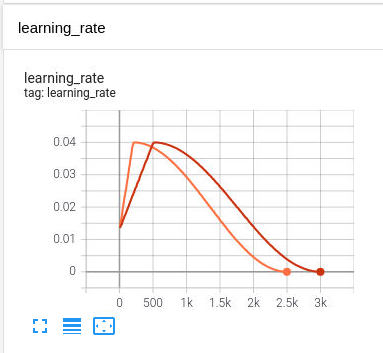 learning_rate
learning_rate
tag: learning_rate
0.04
0.03
0.02
0.01
0
0 500 1k 1.5k 2k 2.5k 3k